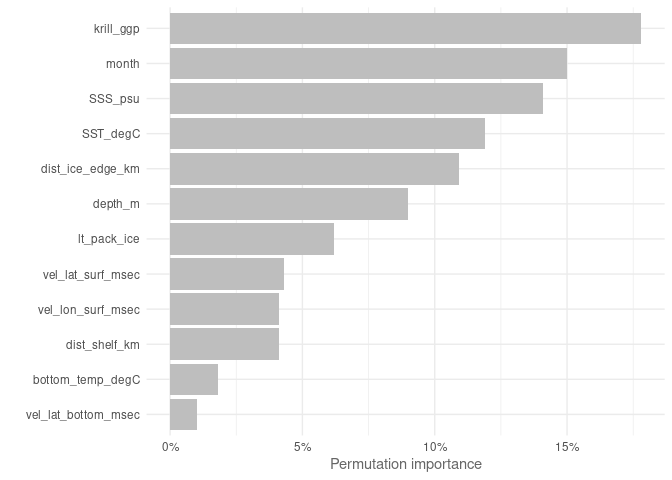 krill_ggp
month
SSS_psu
SST_degC
dist_ice_edge_km
depth_m
lt_pack_ice
vel_lat_surf_msec
vel_lon_surf_msec
dist_shelf_km
bottom_temp_degC
vel_lat_bottom_msec
0% 5% 10% 15%
Permutation importance